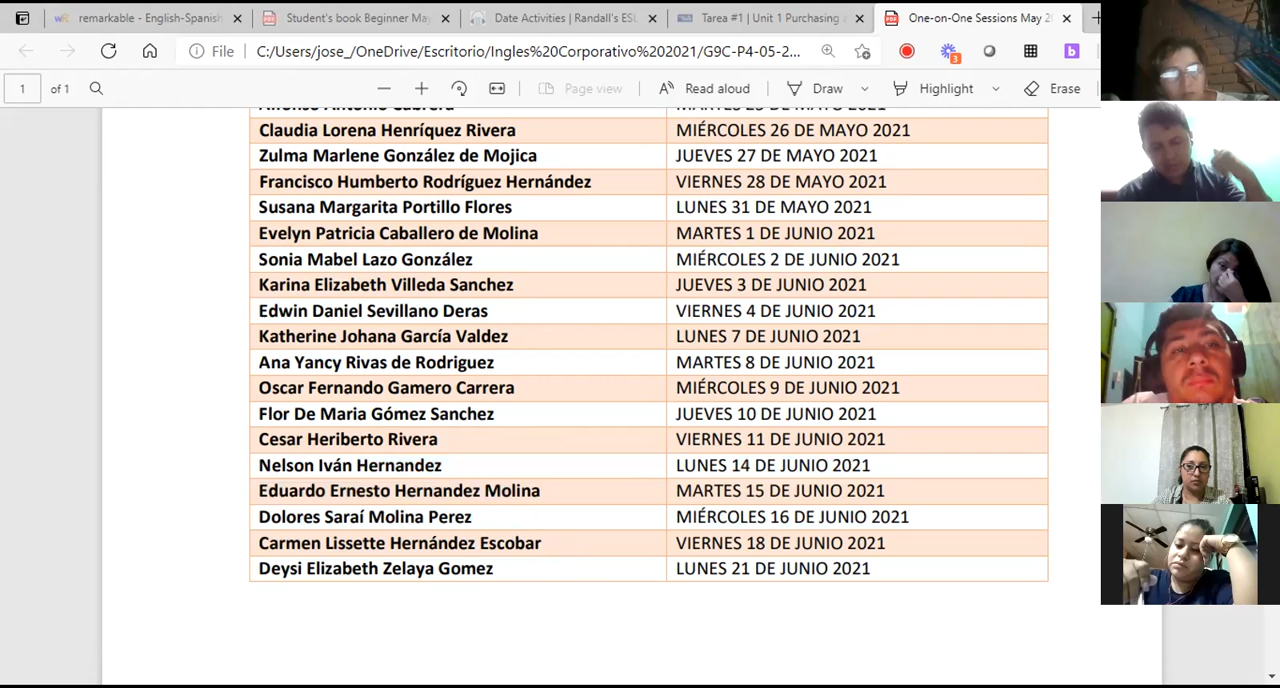 remarkable - English-Spanish
Student's book Beginner May
Date Activities | Randall's ESL
Tarea #1 | Unit 1 Purchasing a
One-on-One Sessions May 20
File
C:/Users/jose_/OneDrive/Escritorio/Ingles%20Corporativo%202021/G9C-P4-05-2...
3
b
1 of 1
Page view
Read aloud
Draw
Highlight
Erase
Claudia Lorena Henríquez Rivera MIÉRCOLES 26 DE MAYO 2021
Zulma Marlene González de Mojica JUEVES 27 DE MAYO 2021
Francisco Humberto Rodríguez Hernández VIERNES 28 DE MAYO 2021
Susana Margarita Portillo Flores LUNES 31 DE MAYO 2021
Evelyn Patricia Caballero de Molina MARTES 1 DE JUNIO 2021
Sonia Mabel Lazo González MIÉRCOLES 2 DE JUNIO 2021
Karina Elizabeth Villeda Sanchez JUEVES 3 DE JUNIO 2021
Edwin Daniel Sevillano Deras VIERNES 4 DE JUNIO 2021
Katherine Johana García Valdez LUNES 7 DE JUNIO 2021
Ana Yancy Rivas de Rodriguez MARTES 8 DE JUNIO 2021
Oscar Fernando Gamero Carrera MIÉRCOLES 9 DE JUNIO 2021
Flor De Maria Gómez Sanchez JUEVES 10 DE JUNIO 2021
Cesar Heriberto Rivera VIERNES 11 DE JUNIO 2021
Nelson Iván Hernandez LUNES 14 DE JUNIO 2021
Eduardo Ernesto Hernandez Molina MARTES 15 DE JUNIO 2021
Dolores Saraí Molina Perez MIÉRCOLES 16 DE JUNIO 2021
Carmen Lissette Hernández Escobar VIERNES 18 DE JUNIO 2021
Deysi Elizabeth Zelaya Gomez LUNES 21 DE JUNIO 2021